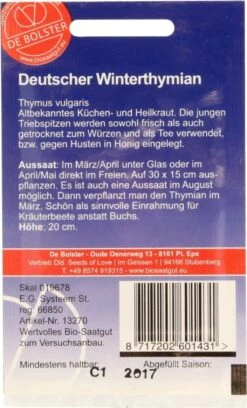 DE BOLSTER
www.biosaatgut.eu
Deutscher Winterthymian
Thymus vulgaris
Altbekanntes Küchen- und Heilkraut. Die jungen
Triebspitzen werden sowohl frisch als auch
getrocknet zum Würzen und als Tee verwendet,
bzw. gegen Husten in Honig eingelegt.
Aussaat: Im März/April unter Glas oder im
April/Mai direkt im Freien. Auf 30 x 15 cm aus-
pflanzen. Es ist auch eine Aussaat im August
möglich. Dann verpflanzt man den Thymian im
März. Schön als sinnvolle Einrahmung für
Kräuterbeete anstatt Buchs.
Höhe: 20 cm.
De Bolster - Oude Oenerweg 13 - 8161 PL Epe
Vertrieb Dld. Seeds of Love | Im Geissen 1 | 94166 Stubenberg
T. +49 8574 919315 - www.biosaatgut.eu
Skal 019678
E.G. Systeem St.
reg. 66850
Artikel-Nr. 13270
Wertvolles Bio-Saatgut
zum Versuchsanbau.
8 717202 601431 >
Mindestens haltbar: Abgefüllt Saison:
C1 2017